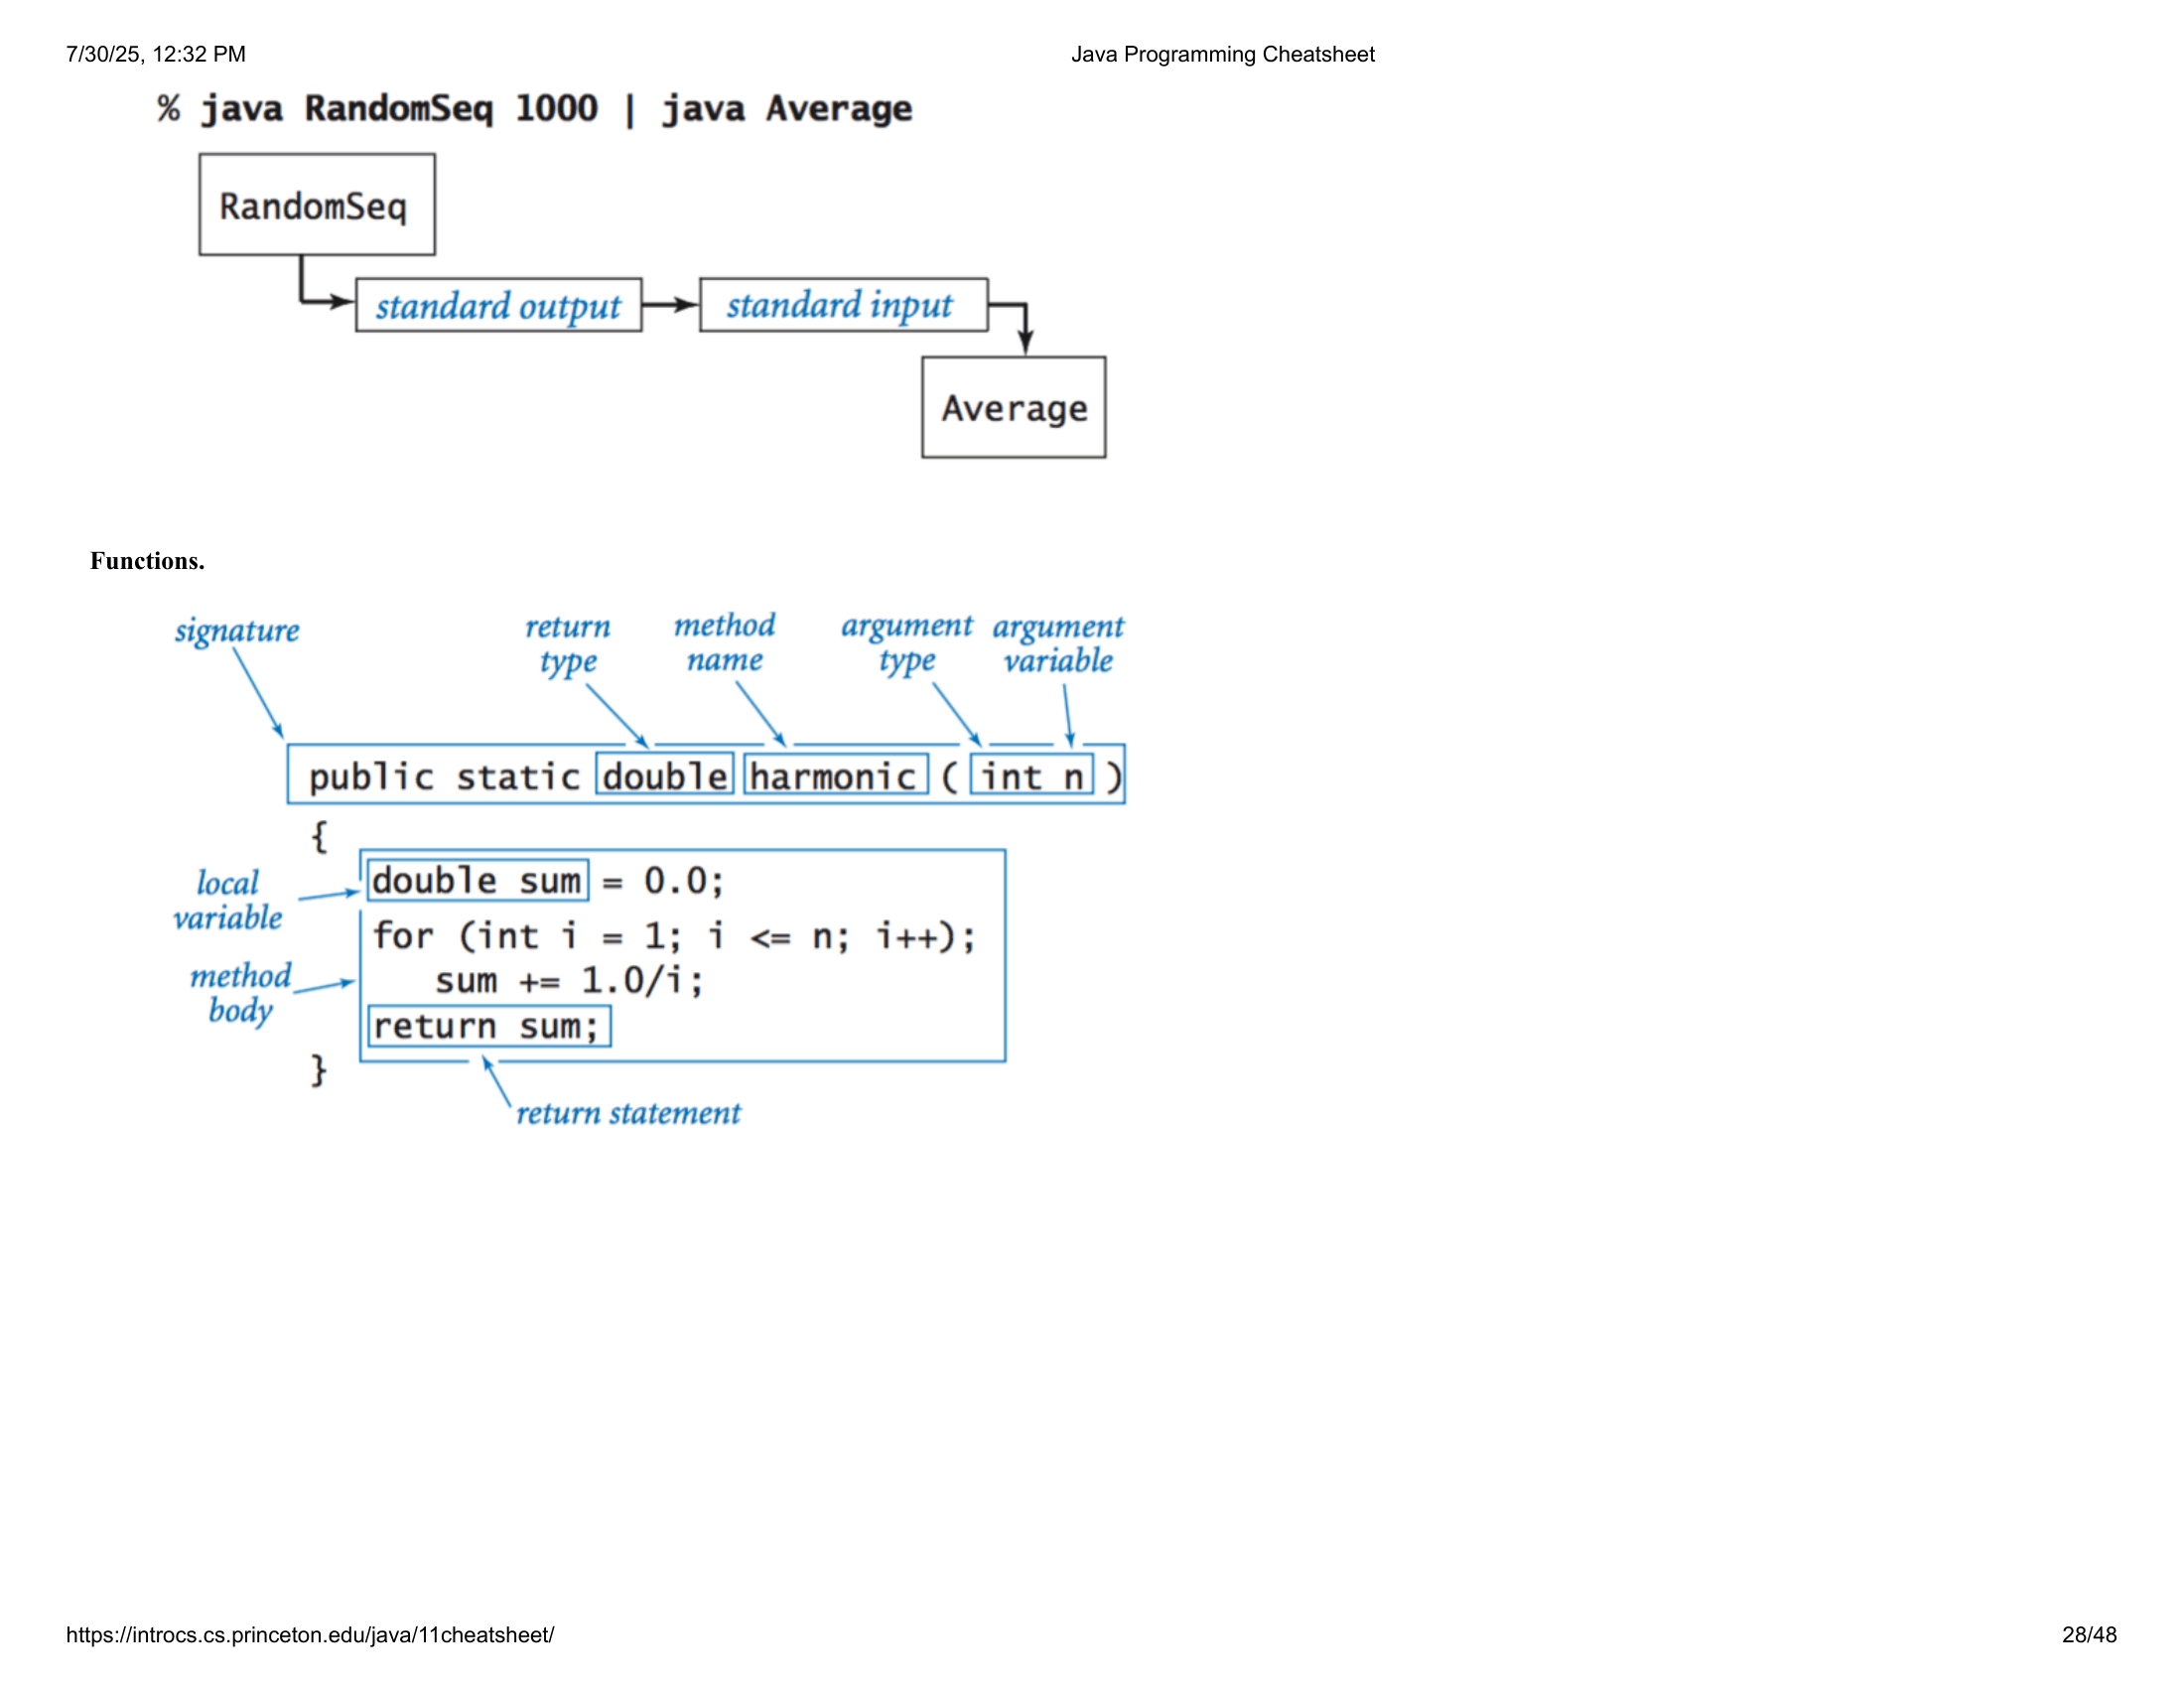 7/30/25, 12:32 PM Java Programming Cheatsheet
% java RandomSeq 1000 | java Average
RandomSeq
standard output standard input
Average
Functions.
signature
return type
method name
argument type
argument variable
public static double harmonic ( int n )
{
local variable
double sum = 0.0;
for (int i = 1; i <= n; i++);
method body
sum += 1.0/i;
return sum;
}
return statement
https://introcs.cs.princeton.edu/java/11cheatsheet/ 28/48